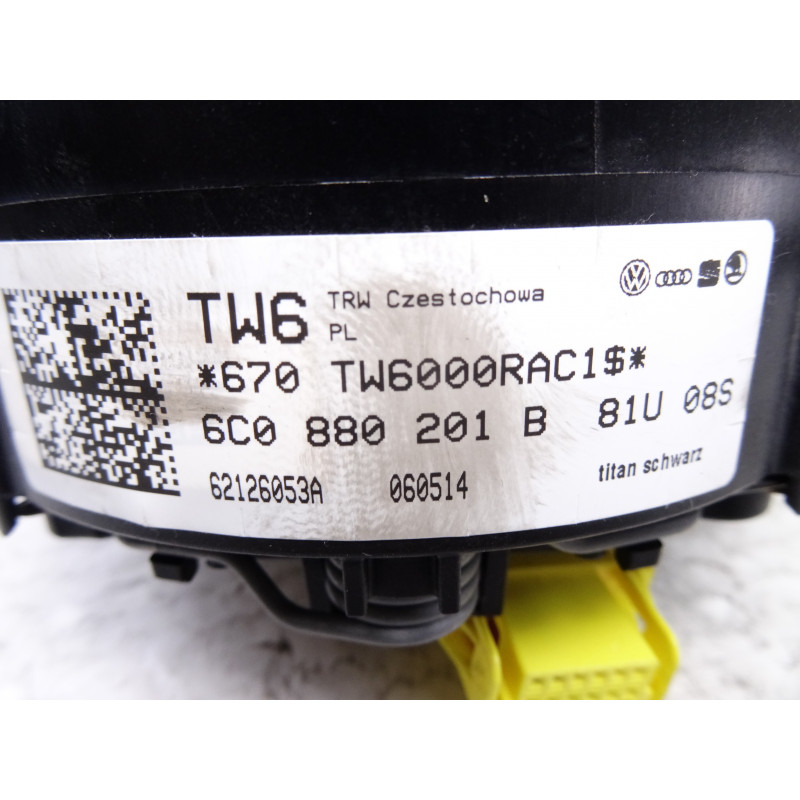 TW6 TRW Czestochowa
PL
*670 TW6000RAC1$*
6C0 880 201 B 81U 08S
62126053A 060514 titan schwarz